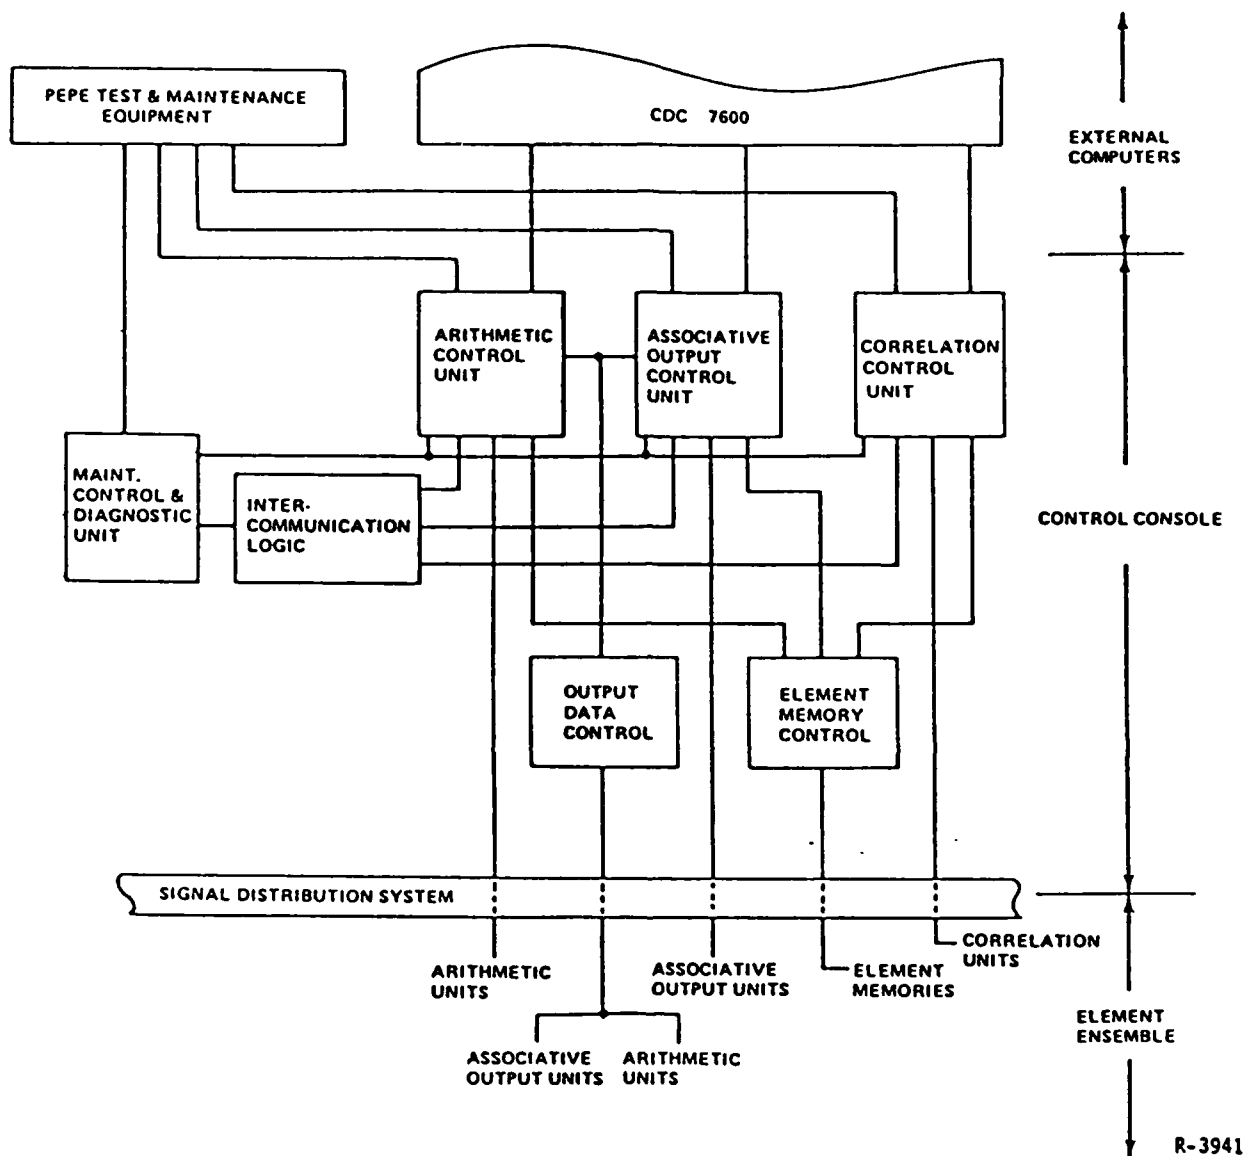 PEPE TEST & MAINTENANCE
EQUIPMENT
CDC 7600
EXTERNAL
COMPUTERS
ARITHMETIC
CONTROL
UNIT
ASSOCIATIVE
OUTPUT
CONTROL
UNIT
CORRELATION
CONTROL
UNIT
MAINT.
CONTROL &
DIAGNOSTIC
UNIT
INTER-
COMMUNICATION
LOGIC
CONTROL CONSOLE
OUTPUT
DATA
CONTROL
ELEMENT
MEMORY
CONTROL
SIGNAL DISTRIBUTION SYSTEM
ARITHMETIC
UNITS
ASSOCIATIVE
OUTPUT UNITS
ELEMENT
MEMORIES
CORRELATION
UNITS
ASSOCIATIVE
OUTPUT UNITS
ARITHMETIC
UNITS
ELEMENT
ENSEMBLE
R-3941